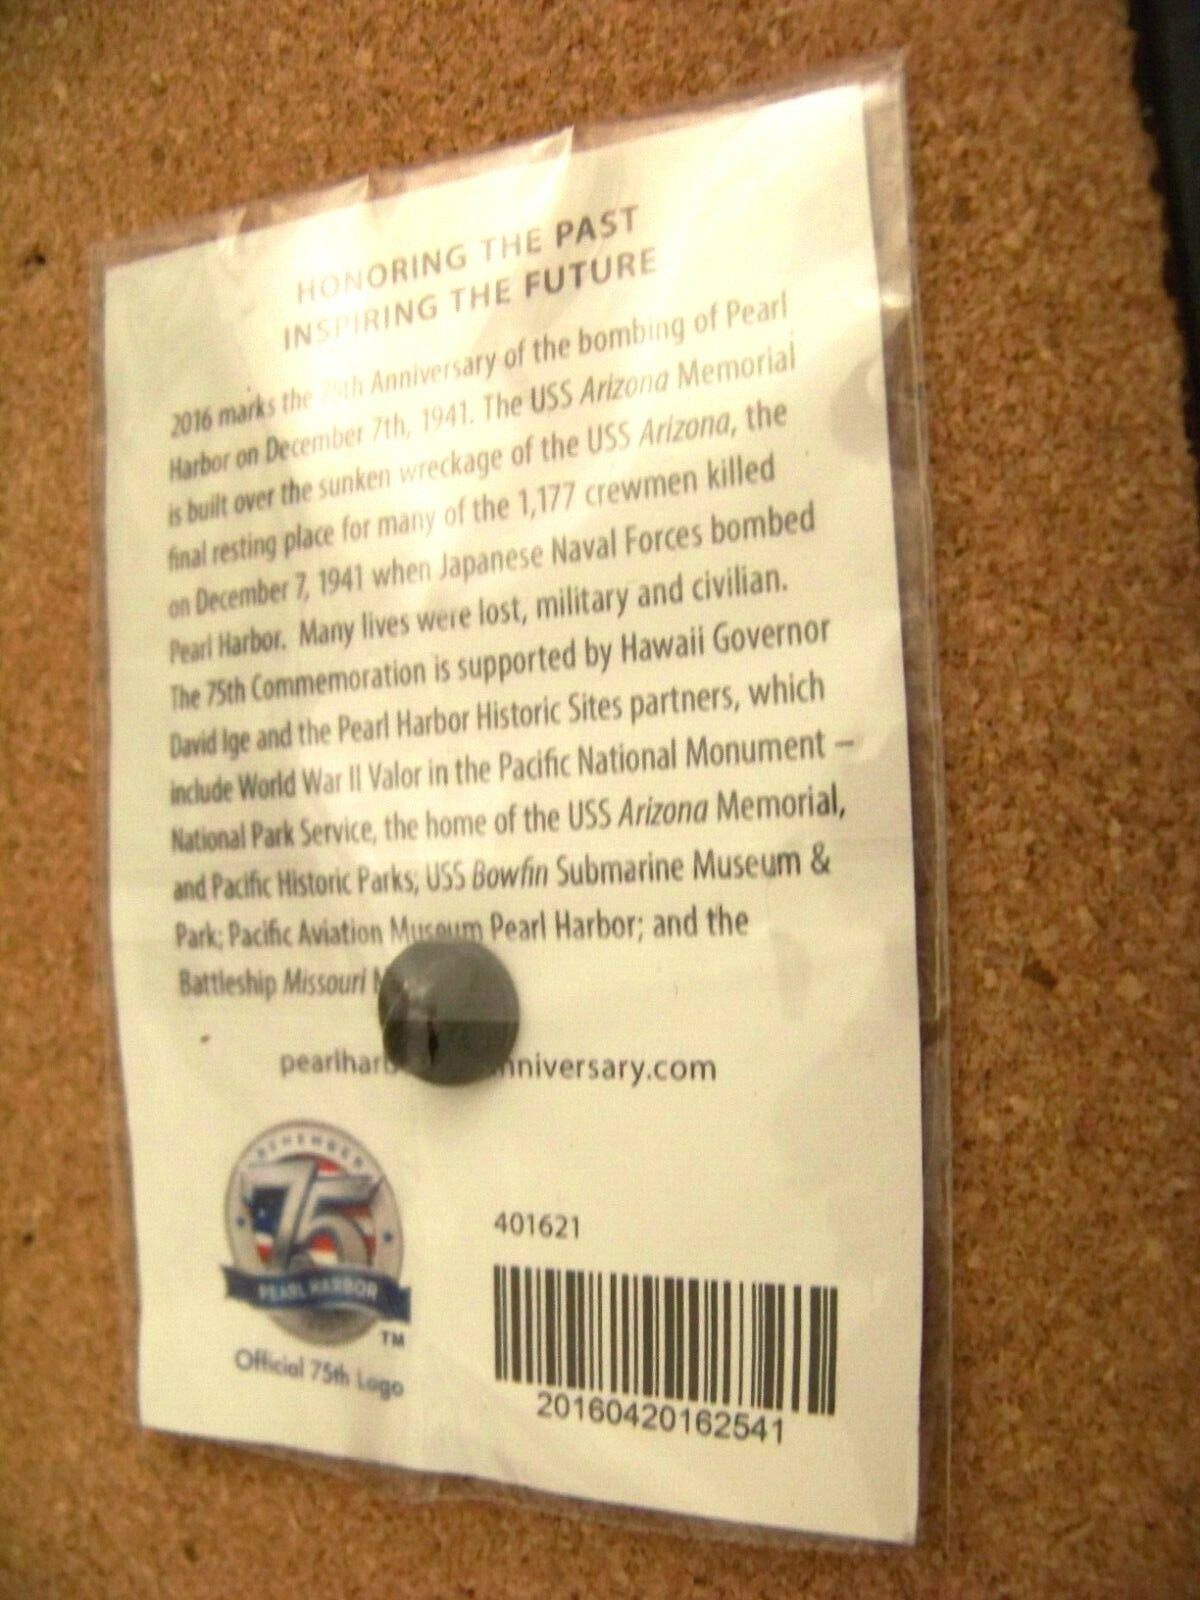 HONORING THE PAST
INSPIRING THE FUTURE
2016 marks the 75th Anniversary of the bombing of Pearl
Harbor on December 7th, 1941. The USS Arizona Memorial
is built over the sunken wreckage of the USS Arizona, the
final resting place for many of the 1,177 crewmen killed
on December 7, 1941 when Japanese Naval Forces bombed
Pearl Harbor. Many lives were lost, military and civilian.
The 75th Commemoration is supported by Hawaii Governor
David Ige and the Pearl Harbor Historic Sites partners, which
include World War II Valor in the Pacific National Monument –
National Park Service, the home of the USS Arizona Memorial,
and Pacific Historic Parks; USS Bowfin Submarine Museum &
Park; Pacific Aviation Museum Pearl Harbor; and the
Battleship Missouri
REMEMBER
75
PEARL HARBOR
TM
Official 75th Logo
401621
20160420162541